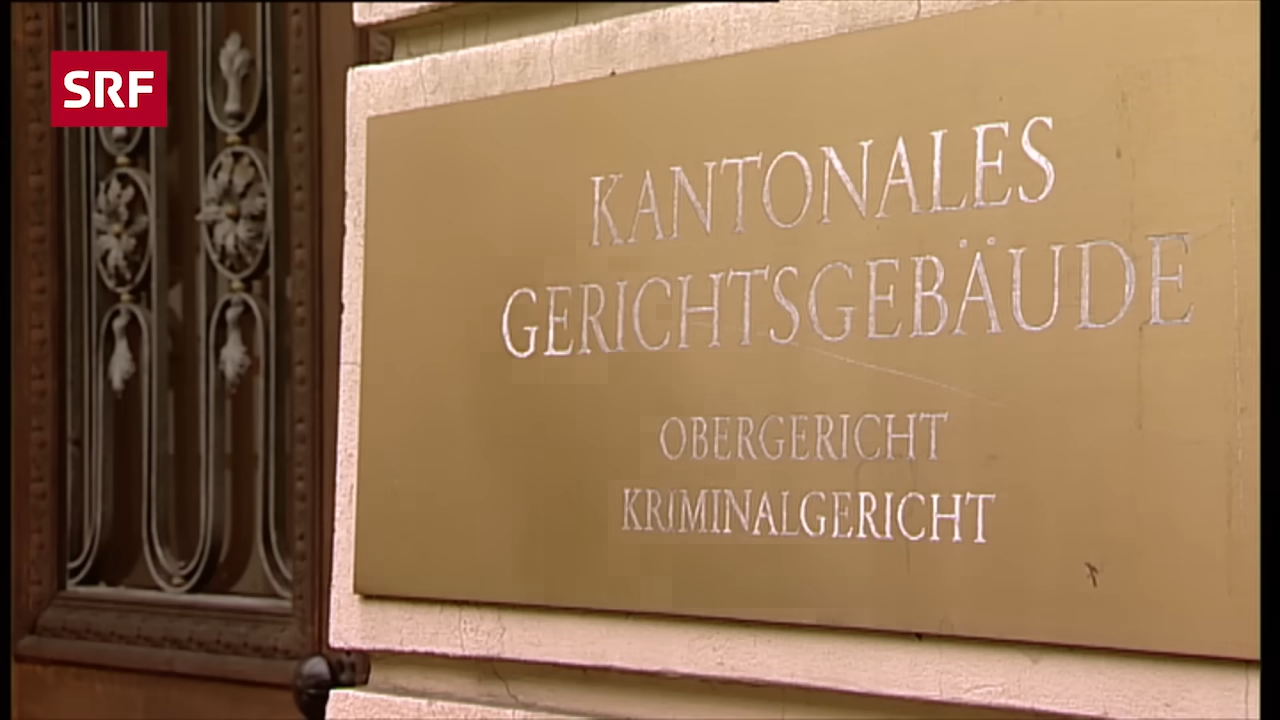 SRF
KANTONALES
GERICHTSGEBÄUDE
OBERGERICHT
KRIMINALGERICHT